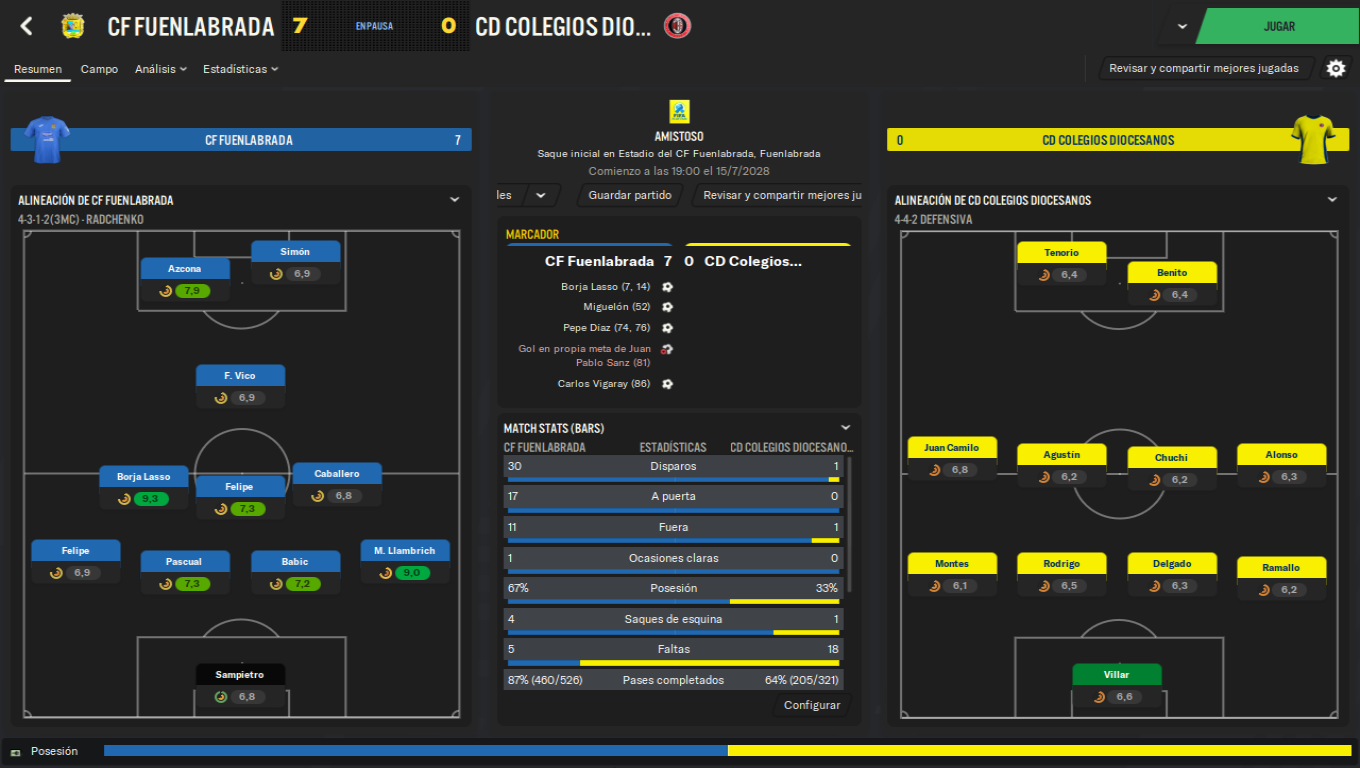 CF FUENLABRADA
7
EN PAUSA
0
CD COLEGIOS DIO...
JUGAR
Resumen
Campo
Análisis
Estadísticas
Revisar y compartir mejores jugadas
CF FUENLABRADA
7
AMISTOSO
Saque inicial en Estadio del CF Fuenlabrada, Fuenlabrada
Comienzo a las 19:00 el 15/7/2028
0
CD COLEGIOS DIOCESANOS
les
Guardar partido
Revisar y compartir mejores ju
ALINEACIÓN DE CF FUENLABRADA
4-3-1-2(3MC) - RADCHENKO
Simón
6,9
Azcona
7,9
F. Vico
6,9
Borja Lasso
9,3
Felipe
7,3
Caballero
6,8
Felipe
6,9
Pascual
7,3
Babic
7,2
M. Llambrich
9,0
Sampietro
6,8
MARCADOR
CF Fuenlabrada 7 0 CD Colegios...
Borja Lasso (7, 14)
Miguelón (52)
Pepe Díaz (74, 76)
Gol en propia meta de Juan
Pablo Sanz (81)
Carlos Vigaray (86)
MATCH STATS (BARS)
CF FUENLABRADA ESTADÍSTICAS CD COLEGIOS DIOCESANO...
30 Disparos 1
17 A puerta 0
11 Fuera 1
1 Ocasiones claras 0
67% Posesión 33%
4 Saques de esquina 1
5 Faltas 18
87% (460/526) Pases completados 64% (205/321)
Configurar
ALINEACIÓN DE CD COLEGIOS DIOCESANOS
4-4-2 DEFENSIVA
Tenorio
6,4
Benito
6,4
Juan Camilo
6,8
Agustín
6,2
Chuchi
6,2
Alonso
6,3
Montes
6,1
Rodrigo
6,5
Delgado
6,3
Ramallo
6,2
Villar
6,6
Posesión